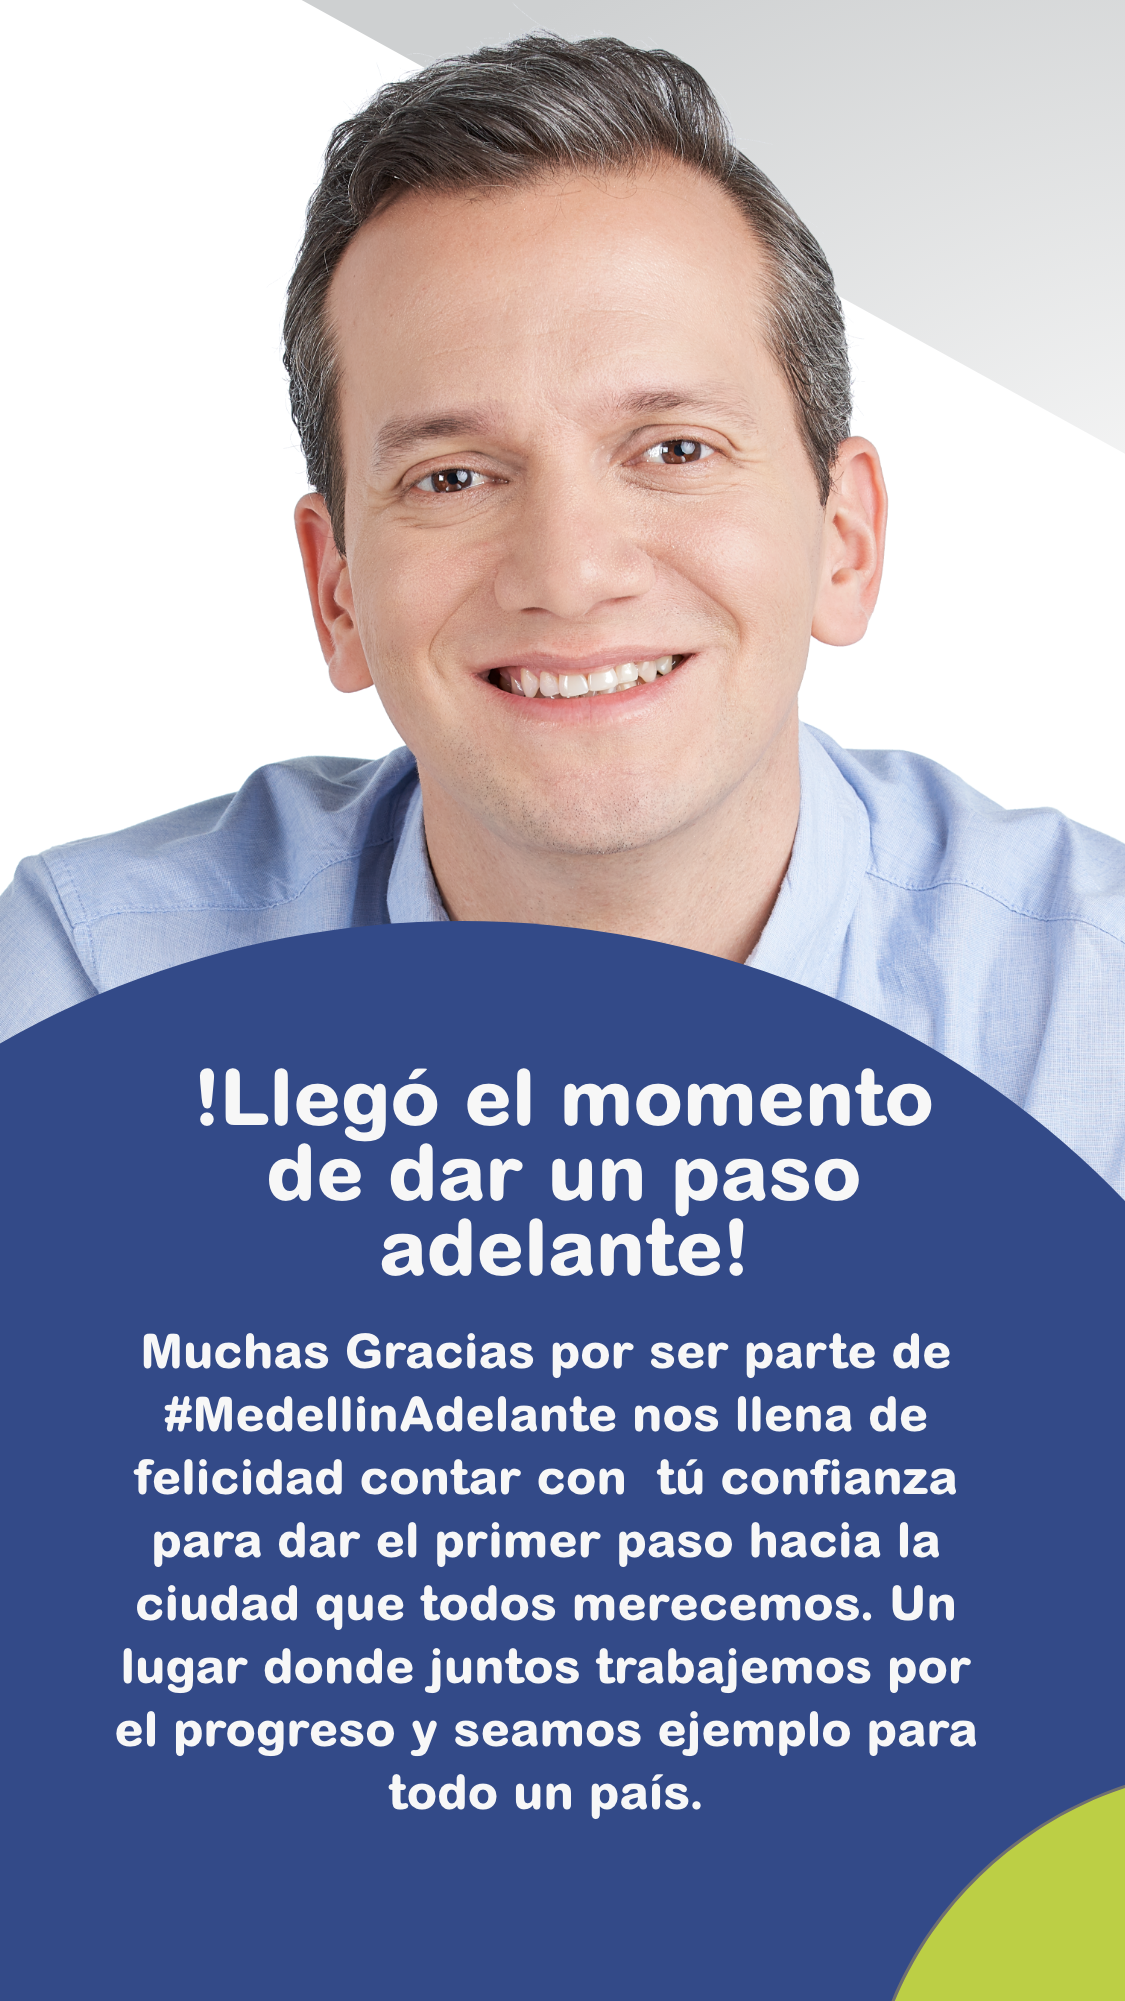 !Llegó el momento
de dar un paso
adelante!
Muchas Gracias por ser parte de
#MedellinAdelante nos llena de
felicidad contar con  tú confianza
para dar el primer paso hacia la
ciudad que todos merecemos. Un
lugar donde juntos trabajemos por
el progreso y seamos ejemplo para
todo un país.